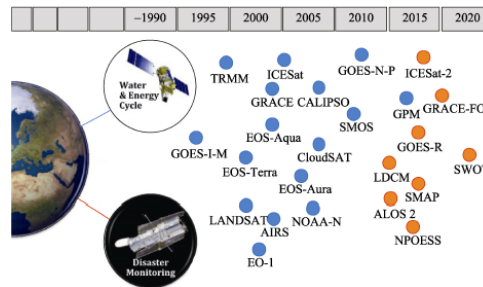 −1990 1995 2000 2005 2010 2015 2020
Water
& Energy
Cycle
TRMM
ICESat
GOES-N-P
ICESat-2
GRACE
CALIPSO
GPM
GRACE-FO
SMOS
EOS-Aqua
GOES-R
GOES-I-M
CloudSAT
EOS-Terra
LDCM
SWOT
EOS-Aura
SMAP
LANDSAT
NOAA-N
ALOS 2
AIRS
NPOESS
EO-1
Disaster
Monitoring